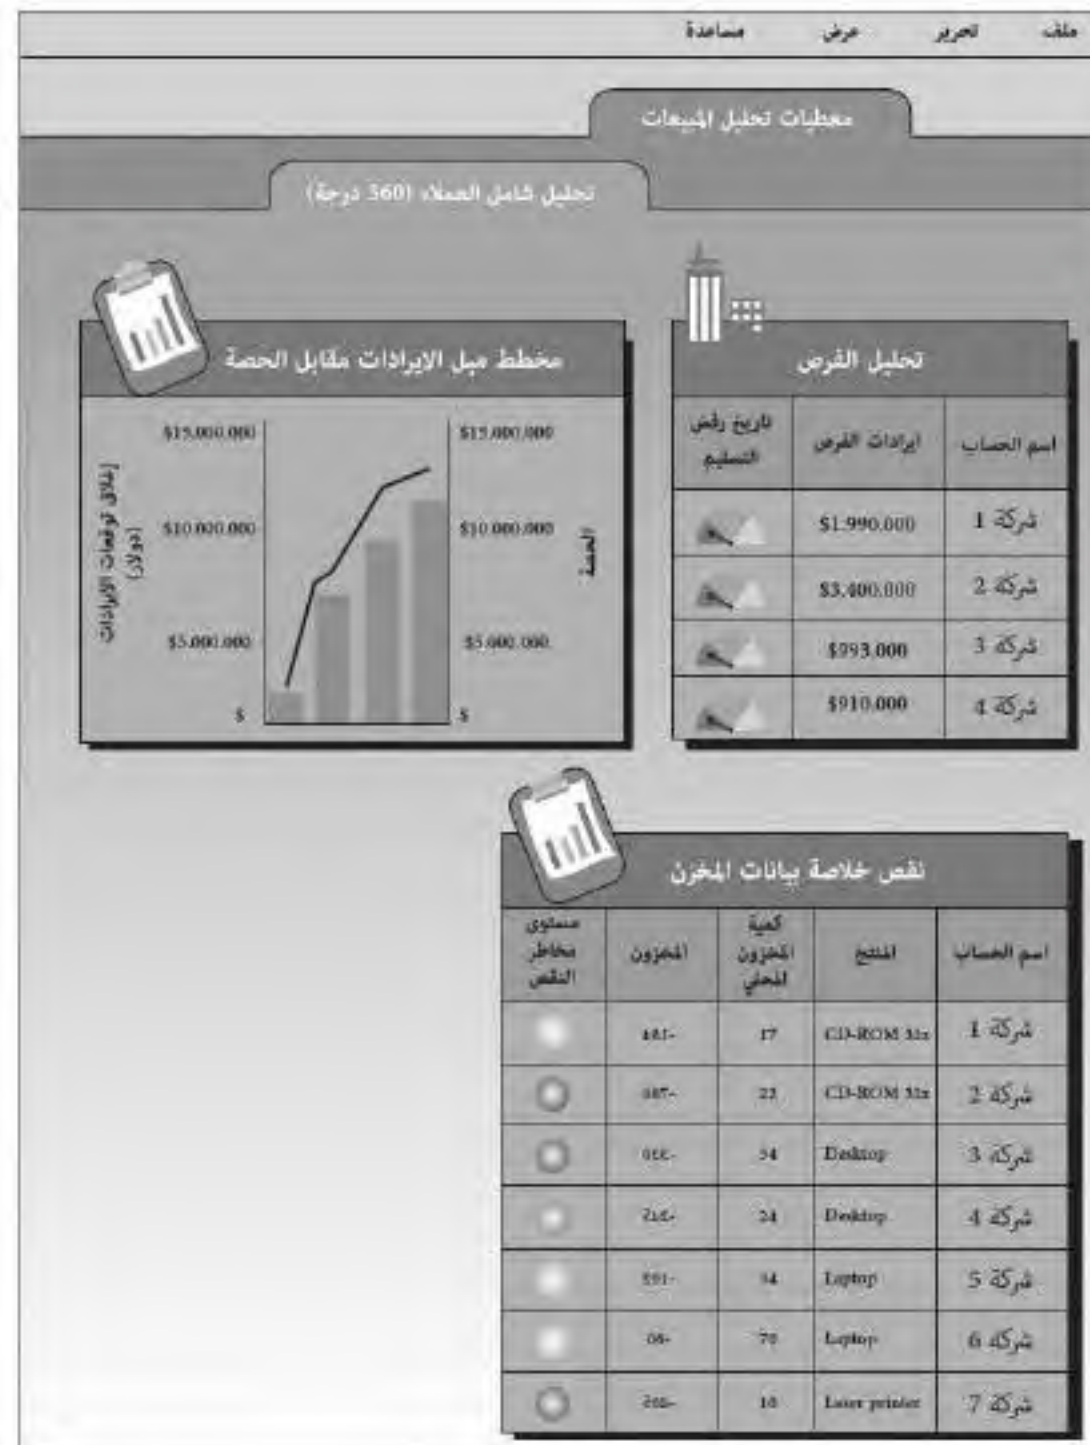 ملف تحرير عرض مساعدة
معطيات تحليل المبيعات
تحليل شامل العملاء (360 درجة)
تحليل الفرص
اسم الحساب ايرادات الفرص تاريخ رفض التسليم
شركة 1 $1.990.000
شركة 2 $3.400.000
شركة 3 $993.000
شركة 4 $910.000
مخطط ميل الايرادات مقابل الحصة
$15.000.000 $15.000.000
$10.000.000 $10.000.000
$5.000.000 $5.000.000
$ $
الحصة
إطلاق توقعات الإيرادات
(دولار)
نقص خلاصة بيانات المخزن
اسم الحساب المنتج كمية المخزون المحلي المخزون مستوى مخاطر النقص
شركة 1 CD-ROM 17
شركة 2 CD-ROM 23
شركة 3 Desktop
شركة 4 Desktop 24
شركة 5 Laptop
شركة 6 Laptop 70
شركة 7 Laser printer